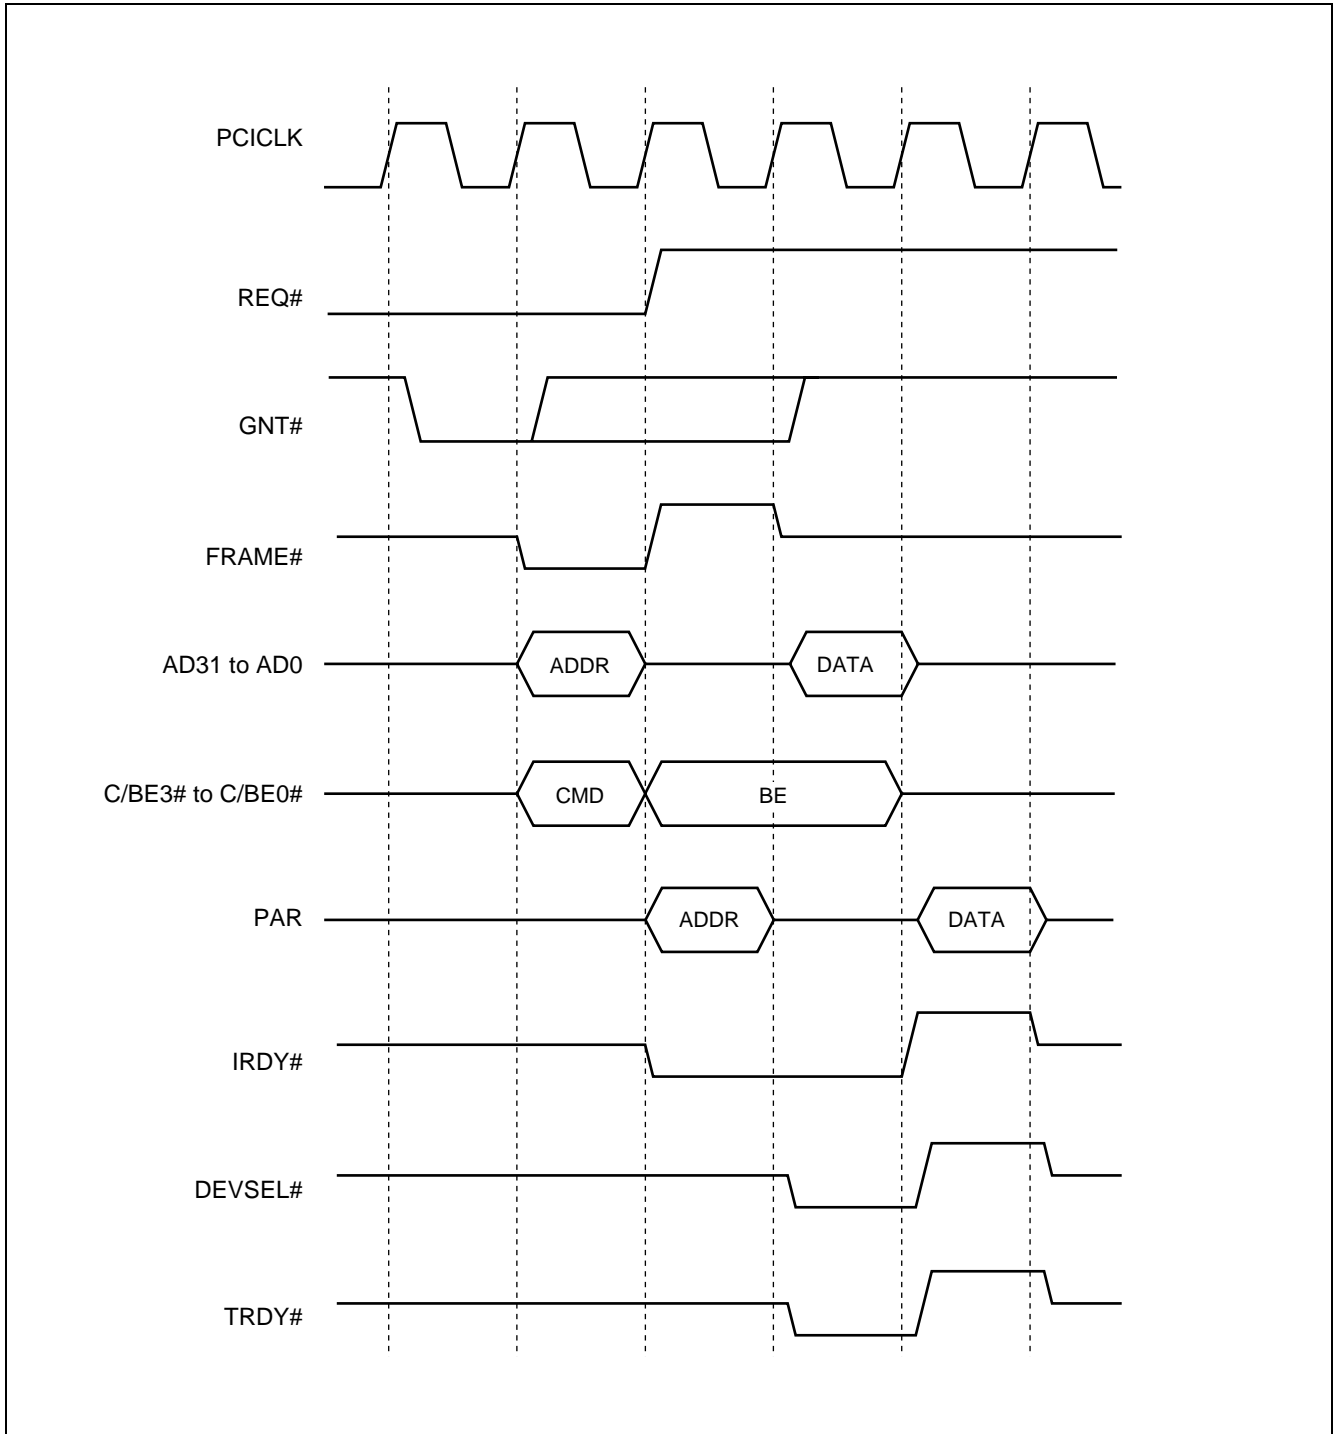 PCICLK
REQ#
GNT#
FRAME#
AD31 to AD0
ADDR
DATA
C/BE3# to C/BE0#
CMD
BE
PAR
ADDR
DATA
IRDY#
DEVSEL#
TRDY#